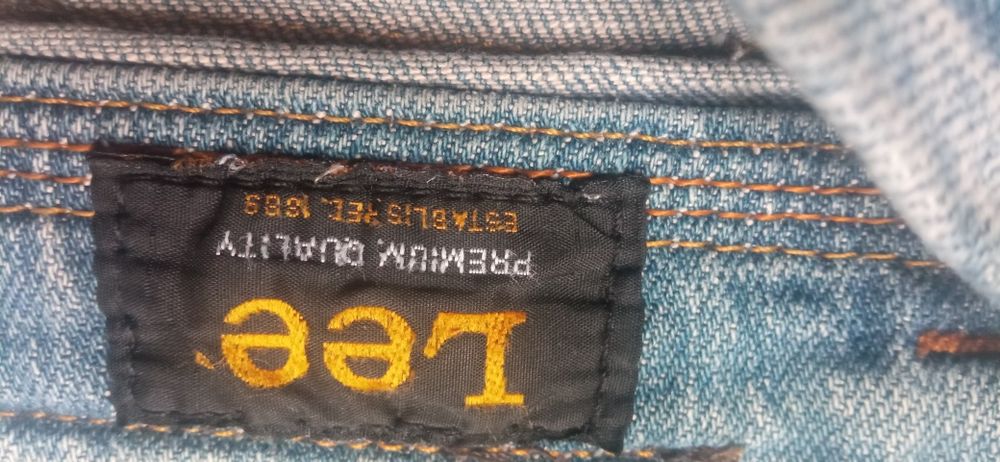 Lee
PREMIUM QUALITY
ESTABLISHED. 1889